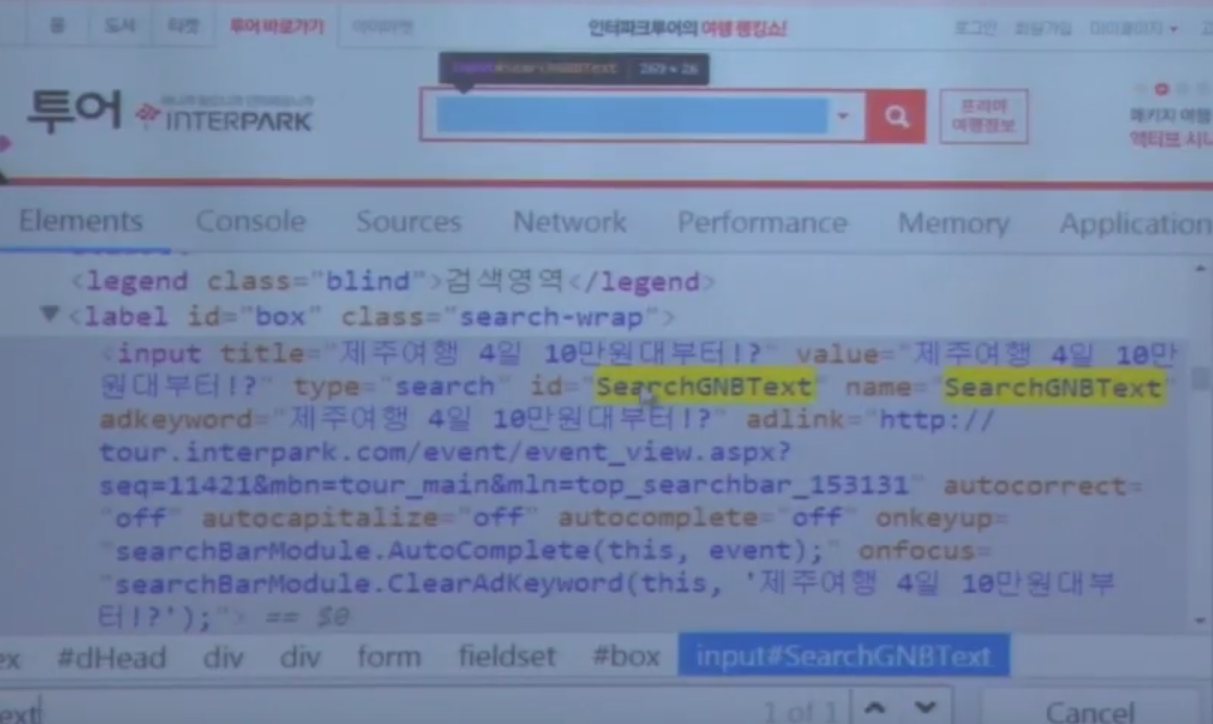 홈 도서 티켓 투어 바로가기 아이마켓 인터파크투어의 여행 랭킹쇼! 로그인 회원가입 마이페이지
input#SearchGNBText
투어 INTERPARK 프리미엄 여행정보 패키지 여행
Elements Console Sources Network Performance Memory Application
<legend class="blind">검색영역</legend>
<label id="box" class="search-wrap">
<input title="제주여행 4일 10만원대부터!?" value="제주여행 4일 10만
원대부터!?" type="search" id="SearchGNBText" name="SearchGNBText"
adkeyword="제주여행 4일 10만원대부터!?" adlink="http://
tour.interpark.com/event/event_view.aspx?
seq=11421&mbn=tour_main&mln=top_searchbar_153131" autocorrect=
"off" autocapitalize="off" autocomplete="off" onkeyup=
"searchBarModule.AutoComplete(this, event);" onfocus=
"searchBarModule.ClearAdKeyword(this, '제주여행 4일 10만원대부
터!?');"> == $0
ex #dHead div div form fieldset #box input#SearchGNBText
ext 1 of 1 Cancel